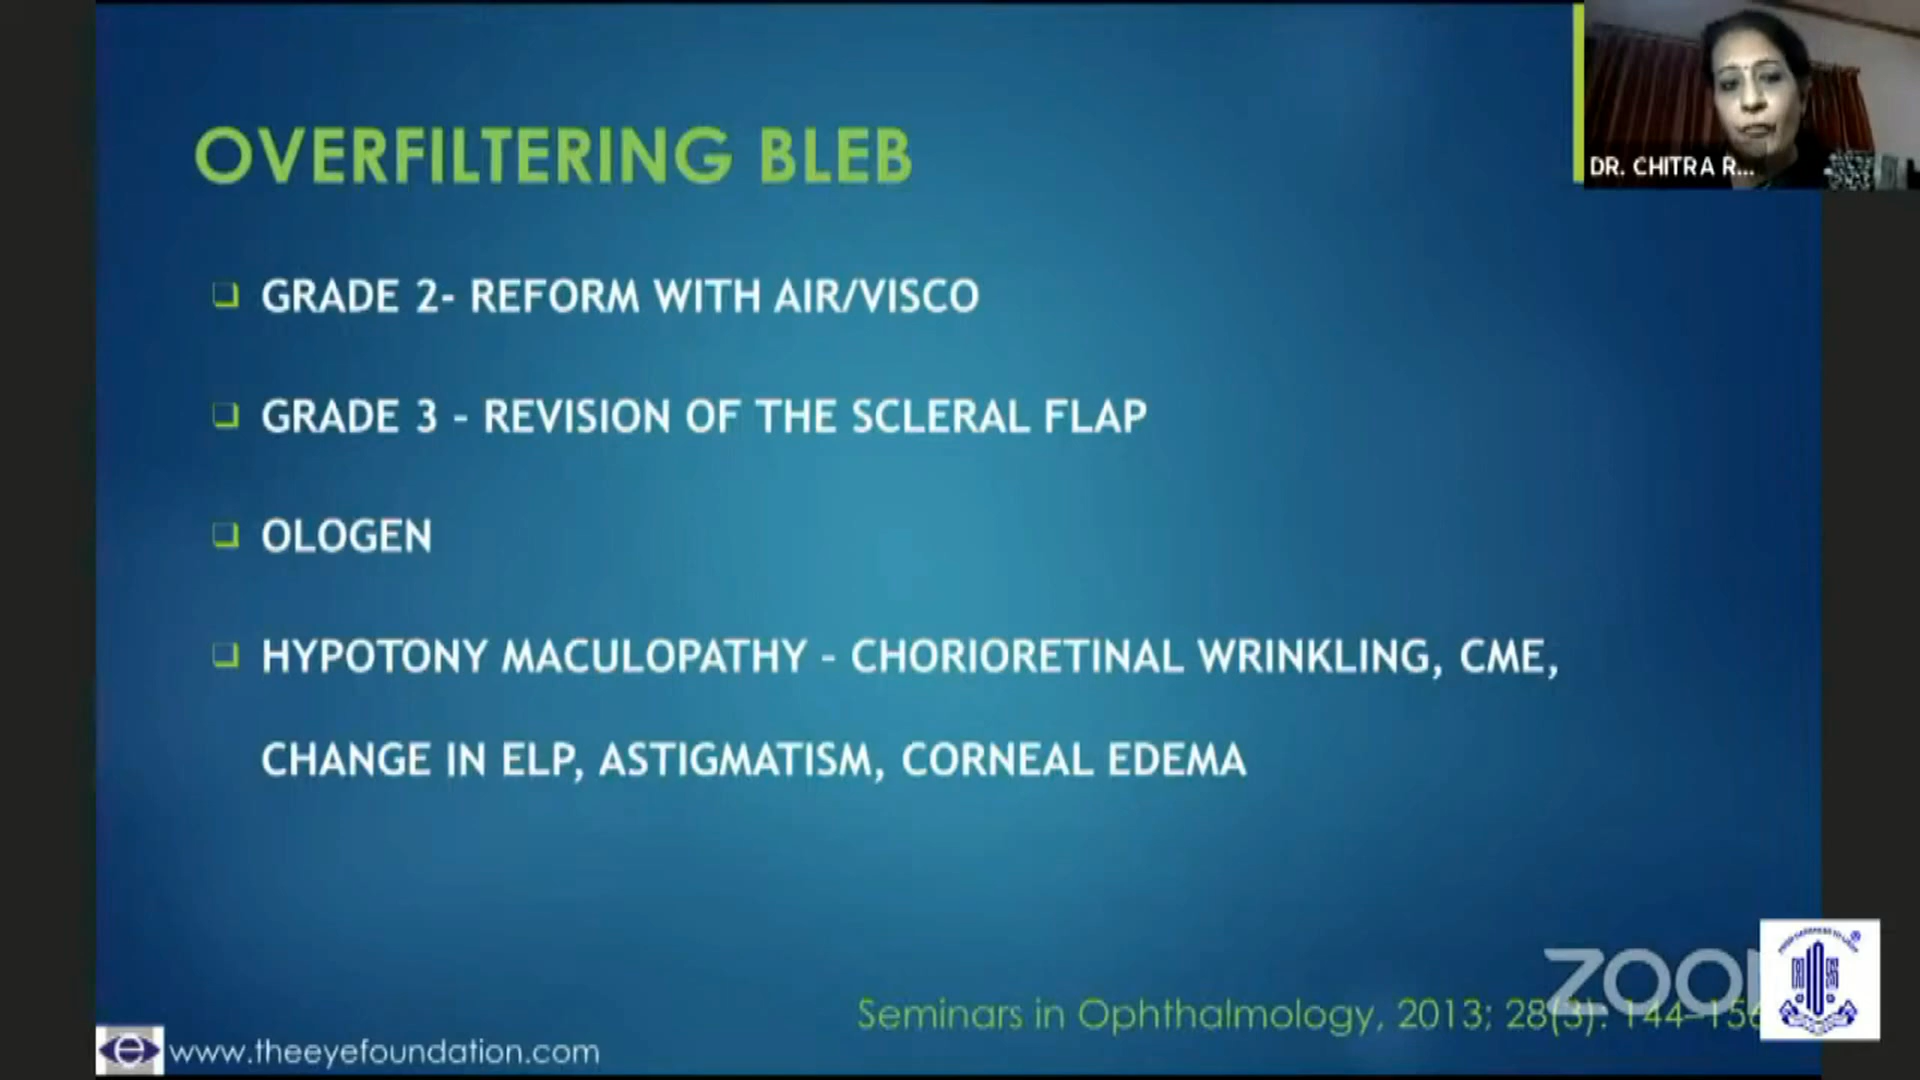 OVERFILTERING BLEB
DR. CHITRA R...
GRADE 2- REFORM WITH AIR/VISCO
GRADE 3 - REVISION OF THE SCLERAL FLAP
OLOGEN
HYPOTONY MACULOPATHY - CHORIORETINAL WRINKLING, CME,
CHANGE IN ELP, ASTIGMATISM, CORNEAL EDEMA
Seminars in Ophthalmology, 2013; 28(3): 144-156
www.theeyefoundation.com